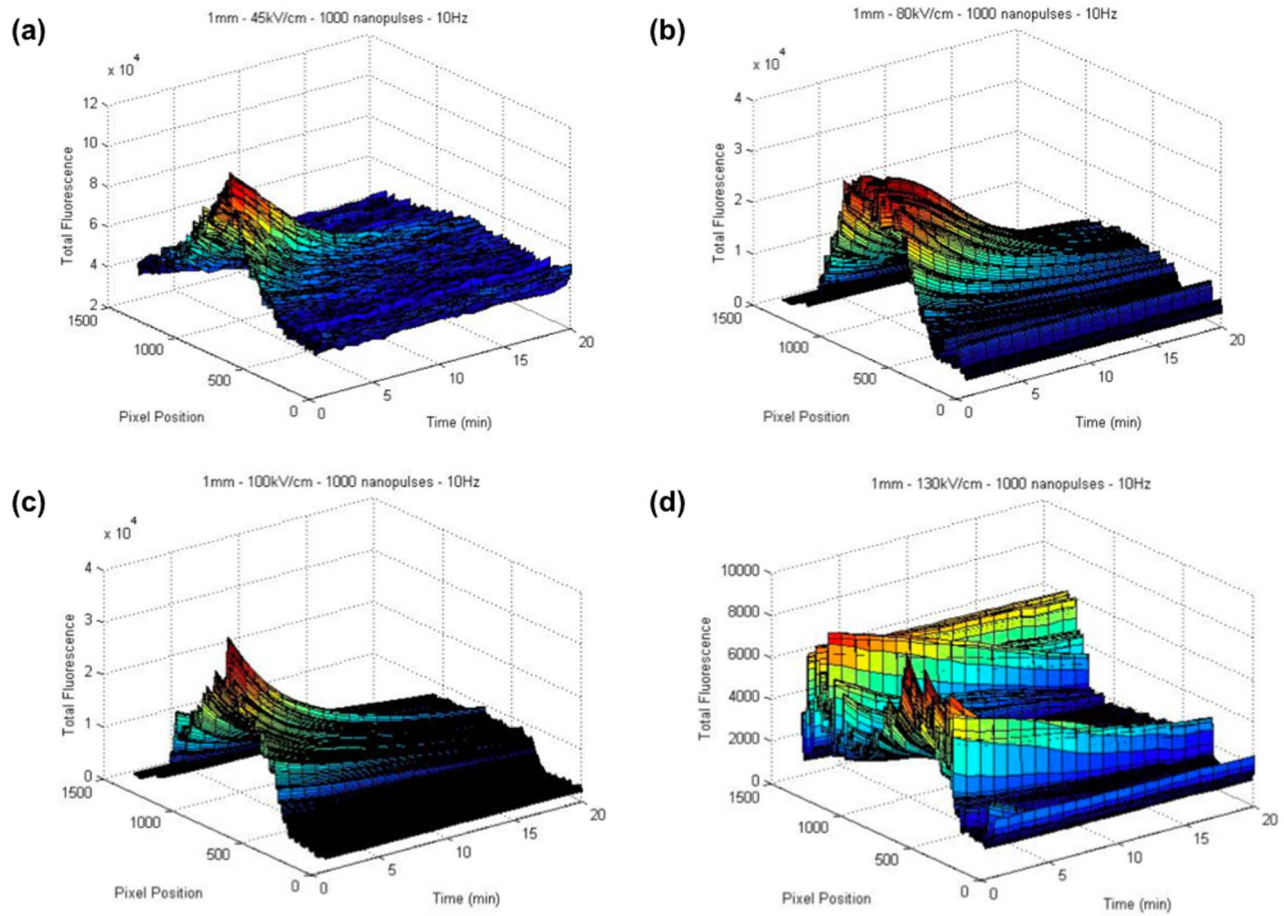 (a)
1mm - 45kV/cm - 1000 nanopulses - 10Hz
x 10^4
12
10
8
6
4
2
Total Fluorescence
1500
1000
500
0
Pixel Position
0
5
10
15
20
Time (min)
(b)
1mm - 80kV/cm - 1000 nanopulses - 10Hz
x 10^4
4
3
2
1
0
Total Fluorescence
1500
1000
500
0
Pixel Position
0
5
10
15
20
Time (min)
(c)
1mm - 100kV/cm - 1000 nanopulses - 10Hz
x 10^4
4
3
2
1
0
Total Fluorescence
1500
1000
500
0
Pixel Position
0
5
10
15
20
Time (min)
(d)
1mm - 130kV/cm - 1000 nanopulses - 10Hz
10000
8000
6000
4000
2000
0
Total Fluorescence
1500
1000
500
0
Pixel Position
0
5
10
15
20
Time (min)